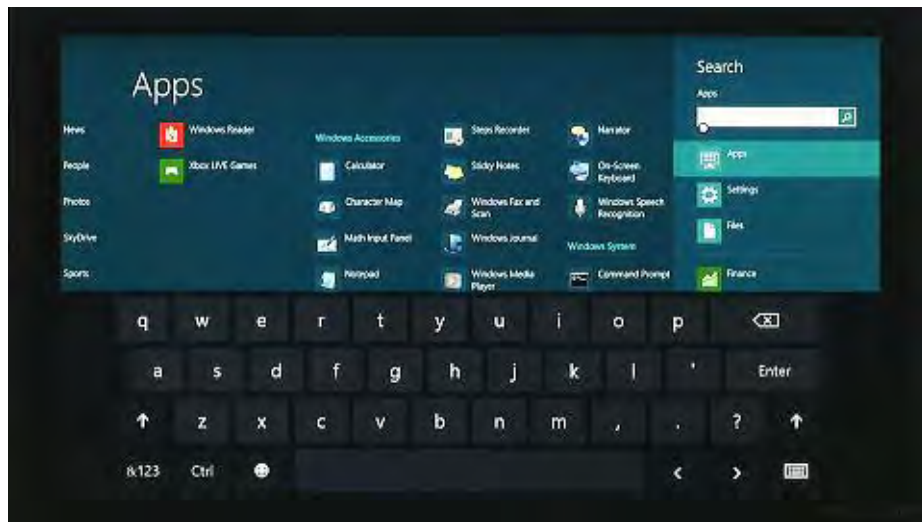 Apps
News
People
Photos
SkyDrive
Sports
Windows Reader
Xbox LIVE Games
Windows Accessories
Calculator
Character Map
Math Input Panel
Notepad
Steps Recorder
Sticky Notes
Windows Fax and
Scan
Windows Journal
Windows Media
Player
Narrator
On-Screen
Keyboard
Windows Speech
Recognition
Windows System
Command Prompt
Search
Apps
Apps
Settings
Files
Finance
q w e r t y u i o p
a s d f g h j k l ' Enter
z x c v b n m , . ?
&123 Ctrl < >